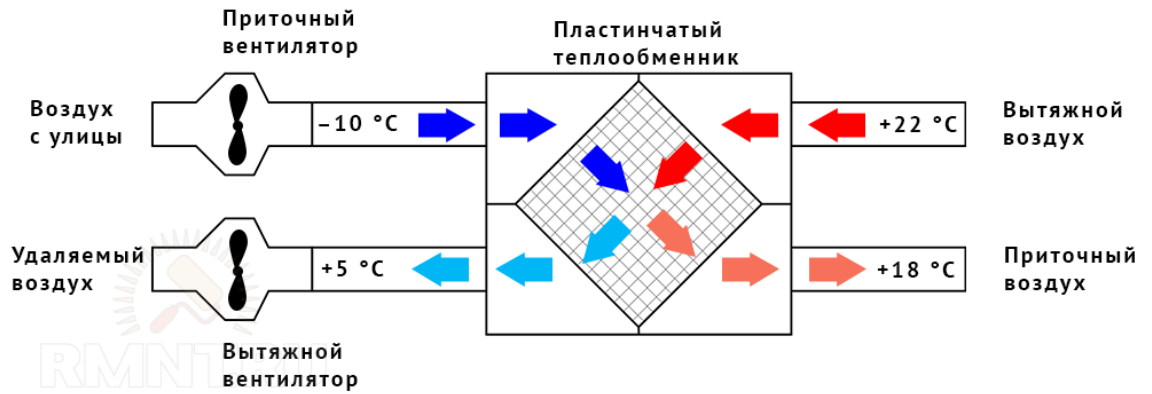 Приточный
вентилятор
Пластинчатый
теплообменник
Воздух
с улицы
–10 °C
+22 °C
Вытяжной
воздух
Удаляемый
воздух
+5 °C
+18 °C
Приточный
воздух
Вытяжной
вентилятор
RMNT.RU